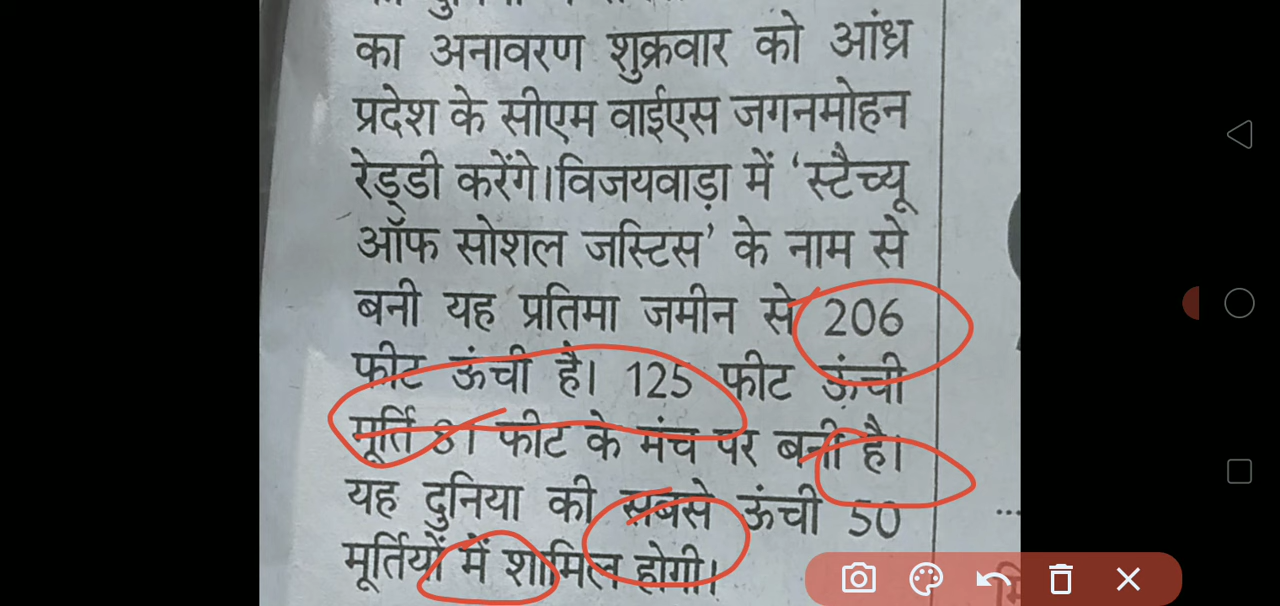 का अनावरण शुक्रवार को आंध्र
प्रदेश के सीएम वाईएस जगनमोहन
रेड्डी करेंगे।विजयवाड़ा में ‘स्टैच्यू
ऑफ सोशल जस्टिस’ के नाम से
बनी यह प्रतिमा जमीन से 206
फीट ऊंची है। 125 फीट ऊंची
मूर्ति 81 फीट के मंच पर बनी है।
यह दुनिया की सबसे ऊंची 50
मूर्तियों में शामिल होगी।